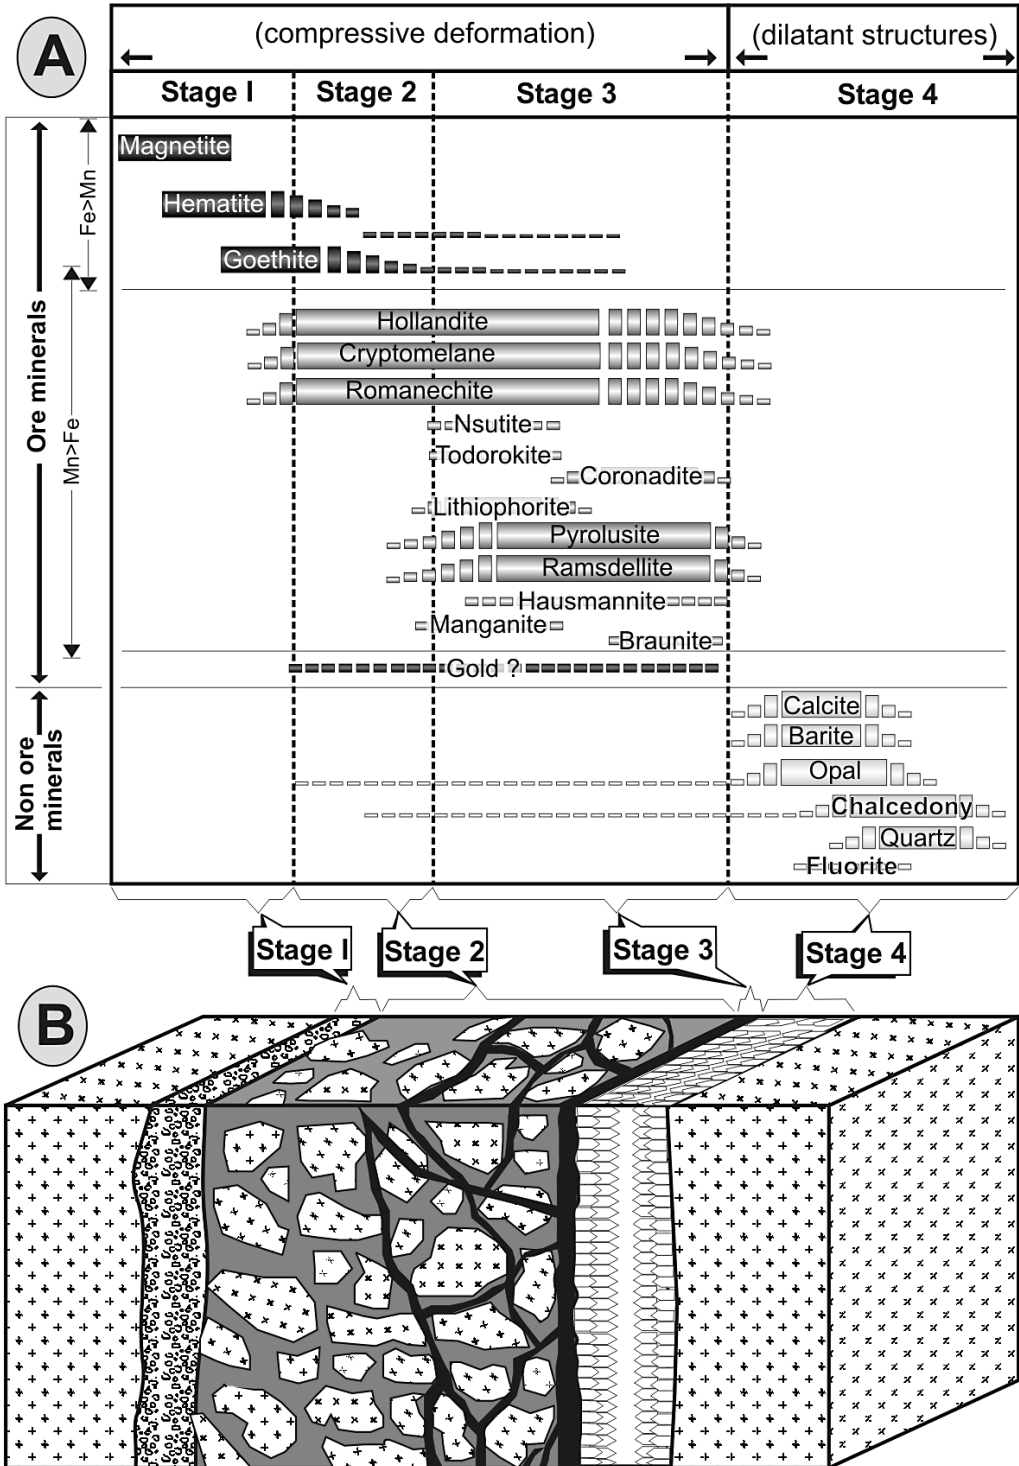 A
(compressive deformation)
(dilatant structures)
Stage I
Stage 2
Stage 3
Stage 4
Ore minerals
Fe>Mn
Mn>Fe
Magnetite
Hematite
Goethite
Hollandite
Cryptomelane
Romanechite
Nsutite
Todorokite
Coronadite
Lithiophorite
Pyrolusite
Ramsdellite
Hausmannite
Manganite
Braunite
Gold ?
Non ore
minerals
Calcite
Barite
Opal
Chalcedony
Quartz
Fluorite
Stage I
Stage 2
Stage 3
Stage 4
B